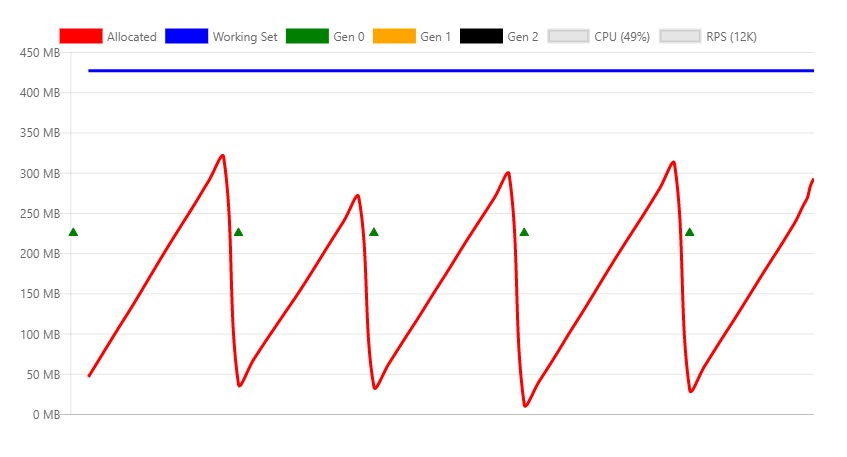 Allocated Working Set Gen 0 Gen 1 Gen 2 CPU (49%) RPS (12K)
450 MB
400 MB
350 MB
300 MB
250 MB
200 MB
150 MB
100 MB
50 MB
0 MB